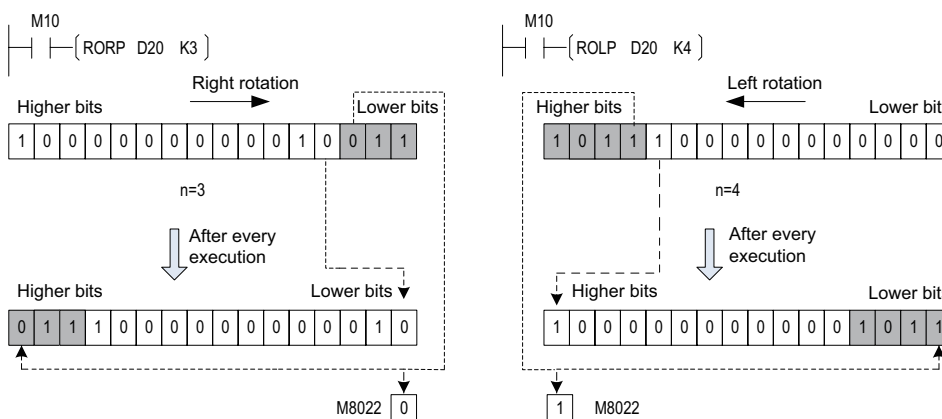 M10
RORP D20 K3
Right rotation
Higher bits
Lower bits
1 0 0 0 0 0 0 0 0 0 0 1 0 0 1 1
n=3
After every
execution
Higher bits
Lower bits
0 1 1 1 0 0 0 0 0 0 0 0 0 0 1 0
M8022 0
M10
ROLP D20 K4
Left rotation
Higher bits
Lower bit
1 0 1 1 1 0 0 0 0 0 0 0 0 0 0 0
n=4
After every
execution
Higher bits
Lower bit
1 0 0 0 0 0 0 0 0 0 0 0 1 0 1 1
1 M8022